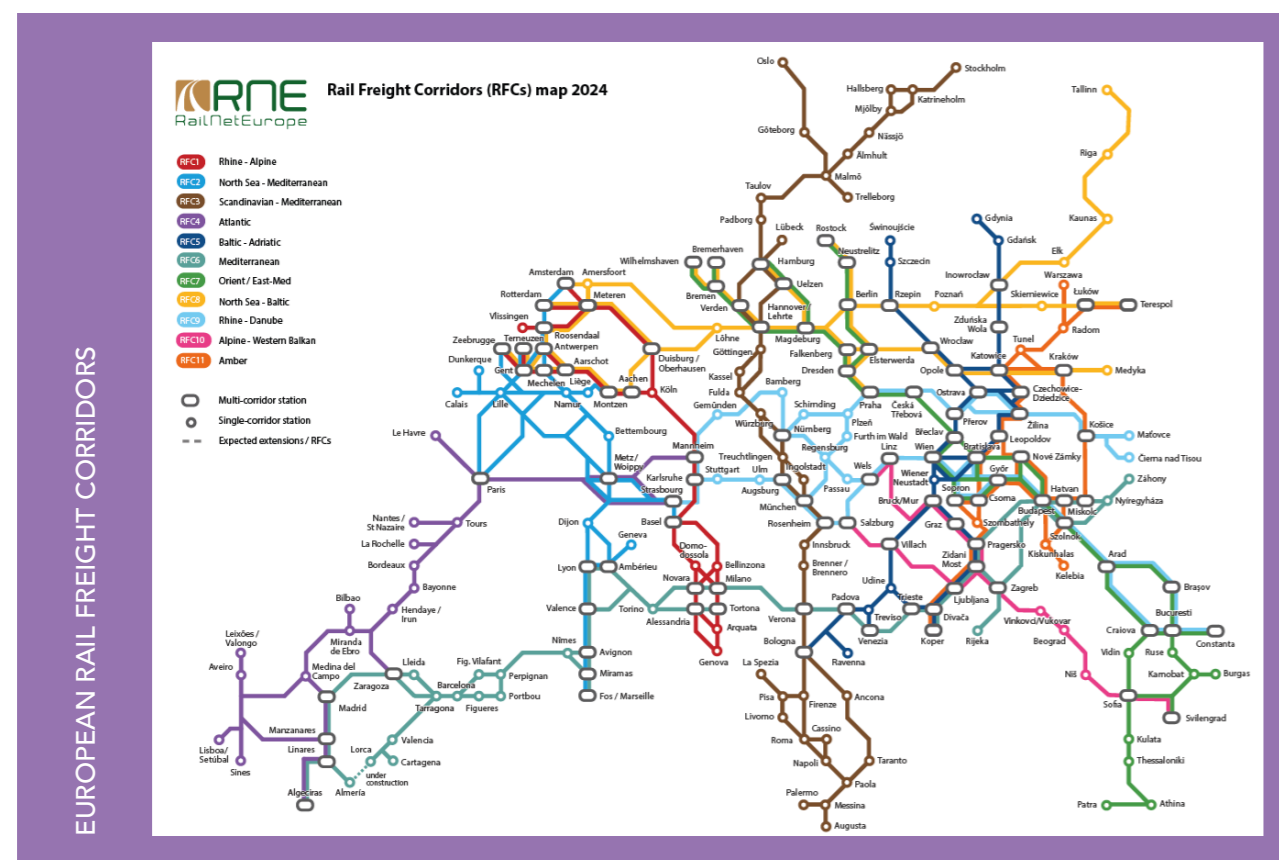 EUROPEAN RAIL FREIGHT CORRIDORS
RNE
RailNetEurope
Rail Freight Corridors (RFCs) map 2024
RFC1 Rhine - Alpine
RFC2 North Sea - Mediterranean
RFC3 Scandinavian - Mediterranean
RFC4 Atlantic
RFC5 Baltic - Adriatic
RFC6 Mediterranean
RFC7 Orient / East-Med
RFC8 North Sea - Baltic
RFC9 Rhine - Danube
RFC10 Alpine - Western Balkan
RFC11 Amber
Multi-corridor station
Single-corridor station
Expected extensions / RFCs
Oslo
Stockholm
Hallsberg
Katrineholm
Mjölby
Tallinn
Göteborg
Nässjö
Älmhult
Riga
Malmö
Taulov
Trelleborg
Padborg
Lübeck
Rostock
Świnoujście
Gdynia
Kaunas
Gdańsk
Bremerhaven
Wilhelmshaven
Hamburg
Neustrelitz
Szczecin
Ełk
Amsterdam
Amersfoort
Uelzen
Inowrocław
Warszawa
Bremen
Verden
Hannover
Lehrte
Berlin
Rzepin
Poznań
Skierniewice
Łuków
Terespol
Rotterdam
Meteren
Vlissingen
Roosendaal
Zeebrugge
Terneuzen
Antwerpen
Löhne
Magdeburg
Zduńska
Wola
Radom
Dunkerque
Aarschot
Duisburg /
Oberhausen
Göttingen
Falkenberg
Elsterwerda
Wrocław
Tunel
Gent
Mechelen
Liège
Aachen
Kassel
Dresden
Opole
Katowice
Kraków
Medyka
Calais
Lille
Namur
Montzen
Köln
Fulda
Gemünden
Bamberg
Schirnding
Praha
Česká
Třebová
Ostrava
Czechowice-
Dziedzice
Le Havre
Bettembourg
Würzburg
Nürnberg
Plzeň
Přerov
Žilina
Mannheim
Furth im Wald
Břeclav
Leopoldov
Košice
Maťovce
Metz /
Woippy
Treuchtlingen
Regensburg
Linz
Wien
Bratislava
Nové Zámky
Čierna nad Tisou
Paris
Karlsruhe
Strasbourg
Stuttgart
Ulm
Ingolstadt
Wels
Wiener
Neustadt
Győr
Záhony
Augsburg
Passau
Sopron
Hatvan
Nantes /
St Nazaire
Tours
Dijon
Basel
München
Bruck/Mur
Csorna
Budapest
Miskolc
Nyíregyháza
Rosenheim
Salzburg
Graz
Szombathely
Szolnok
La Rochelle
Geneva
Domo-
dossola
Innsbruck
Villach
Pragersko
Kiskunhalas
Arad
Bordeaux
Lyon
Ambérieu
Bellinzona
Brenner /
Brennero
Zidani
Most
Kelebia
Bayonne
Novara
Milano
Udine
Brașov
Bilbao
Valence
Torino
Padova
Trieste
Ljubljana
Zagreb
Hendaye /
Irun
Alessandria
Tortona
Verona
Treviso
Divača
Vinkovci/Vukovar
Bucuresti
Leixões /
Valongo
Miranda
de Ebro
Arquata
Venezia
Koper
Rijeka
Beograd
Craiova
Constanta
Nîmes
Avignon
Bologna
Genova
Ravenna
Vidin
Ruse
Aveiro
Medina del
Campo
Lleida
Fig. Vilafant
Perpignan
La Spezia
Niš
Karnobat
Burgas
Zaragoza
Barcelona
Miramas
Madrid
Tarragona
Figueres
Portbou
Fos / Marseille
Pisa
Firenze
Ancona
Sofia
Svilengrad
Livorno
Manzanares
Lisboa/
Setúbal
Linares
Lorca
Valencia
Roma
Cassino
Kulata
Sines
Cartagena
Napoli
Taranto
Thessaloniki
Algeciras
Almería
under
construction
Palermo
Paola
Messina
Patra
Athina
Augusta